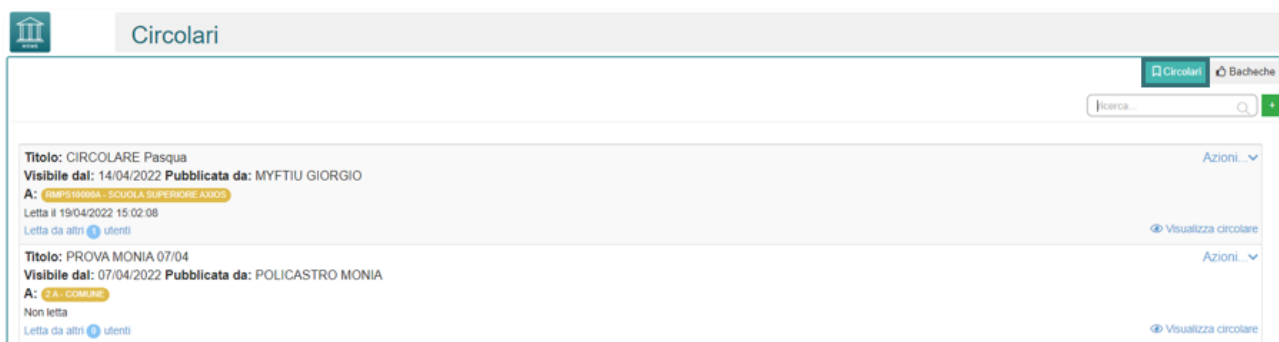 HOME
Circolari
Circolari Bacheche
ricerca... +
Titolo: CIRCOLARE Pasqua Azioni...
Visibile dal: 14/04/2022 Pubblicata da: MYFTIU GIORGIO
A: RMPS10000A - SCUOLA SUPERIORE AXIOS
Letta il 19/04/2022 15:02:08
Letta da altri 1 utenti Visualizza circolare
Titolo: PROVA MONIA 07/04 Azioni...
Visibile dal: 07/04/2022 Pubblicata da: POLICASTRO MONIA
A: 2 A - COMUNE
Non letta
Letta da altri 0 utenti Visualizza circolare